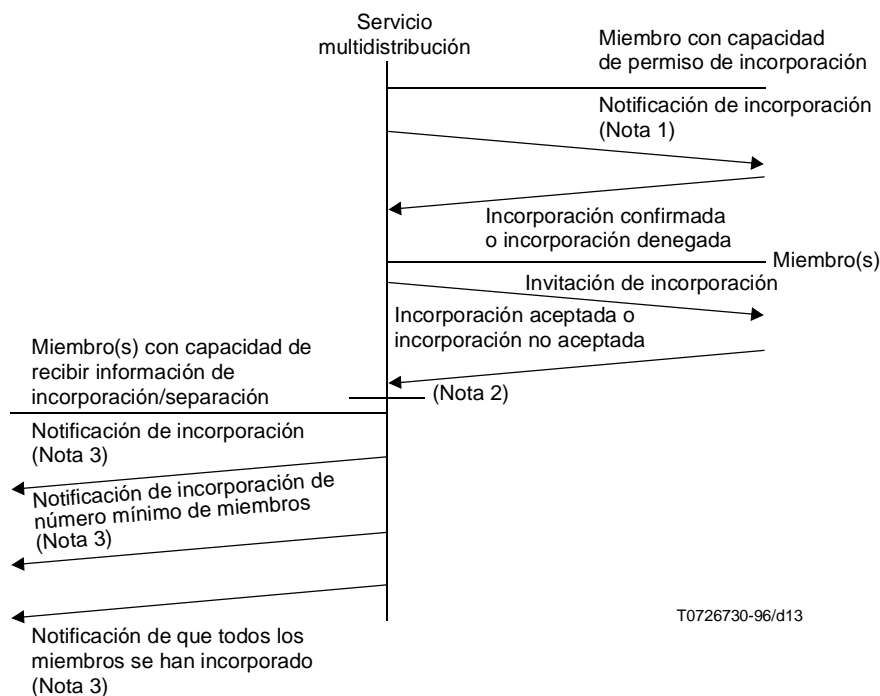 Servicio
multidistribución
Miembro con capacidad
de permiso de incorporación
Notificación de incorporación
(Nota 1)
Incorporación confirmada
o incorporación denegada
Miembro(s)
Invitación de incorporación
Incorporación aceptada o
incorporación no aceptada
Miembro(s) con capacidad de
recibir información de
incorporación/separación
(Nota 2)
Notificación de incorporación
(Nota 3)
Notificación de incorporación de
número mínimo de miembros
(Nota 3)
Notificación de que todos los
miembros se han incorporado
(Nota 3)
T0726730-96/d13